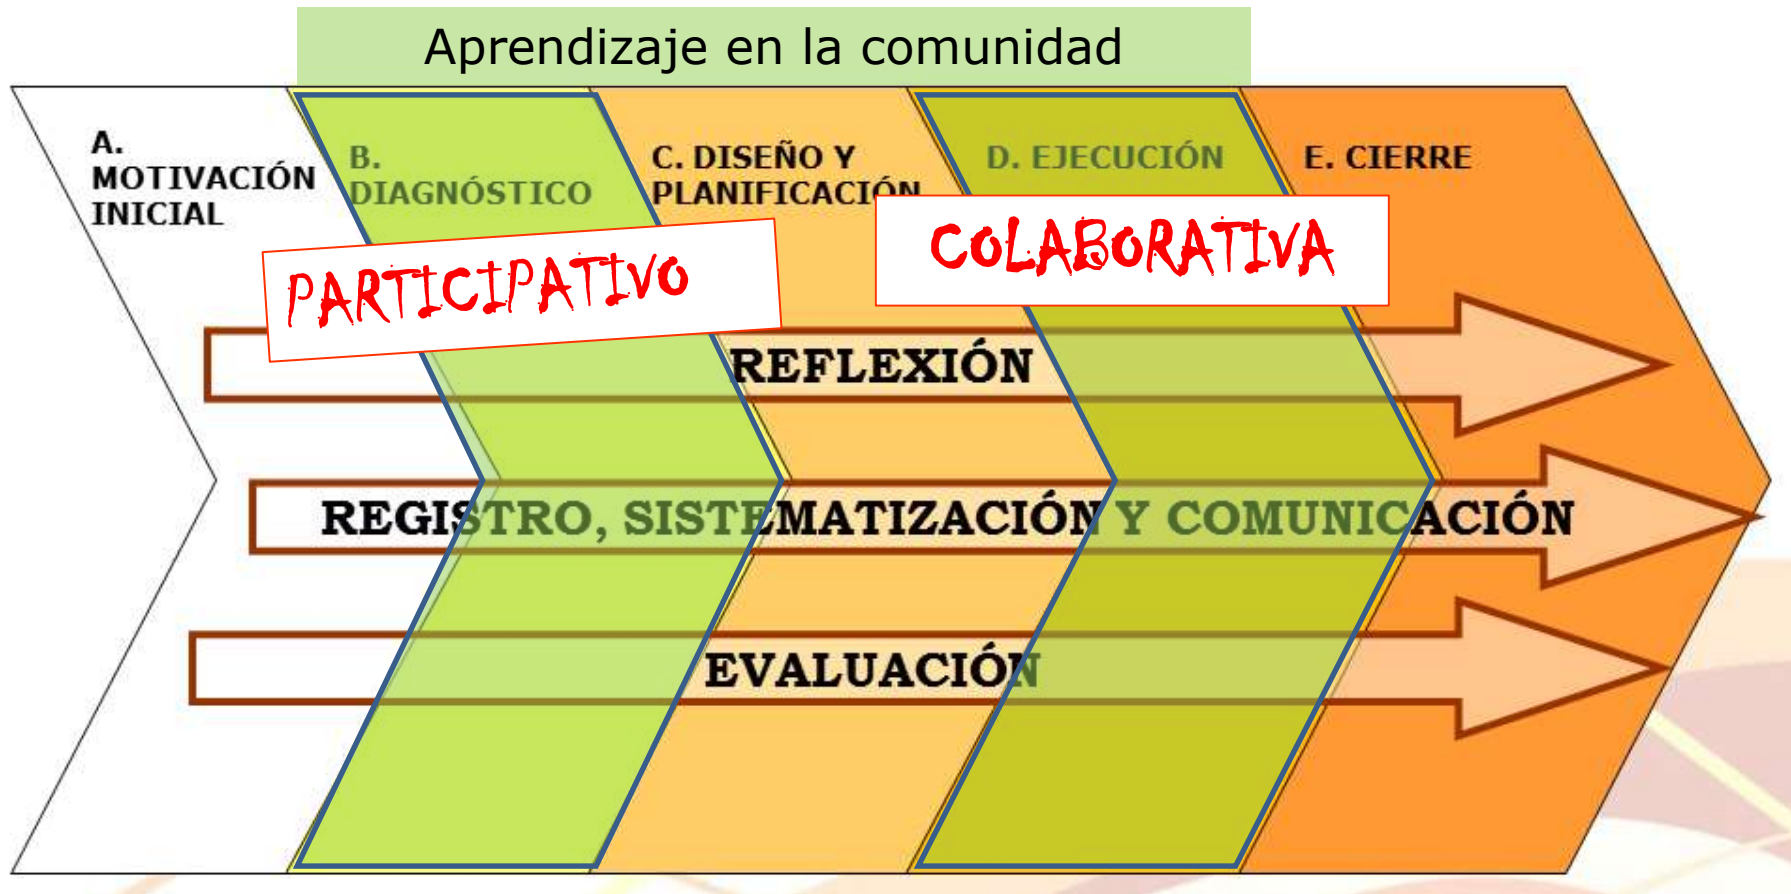 Aprendizaje en la comunidad
A.
MOTIVACIÓN
INICIAL
B.
DIAGNÓSTICO
C. DISEÑO Y
PLANIFICACIÓN
D. EJECUCIÓN
E. CIERRE
PARTICIPATIVO
COLABORATIVA
REFLEXIÓN
REGISTRO, SISTEMATIZACIÓN Y COMUNICACIÓN
EVALUACIÓN